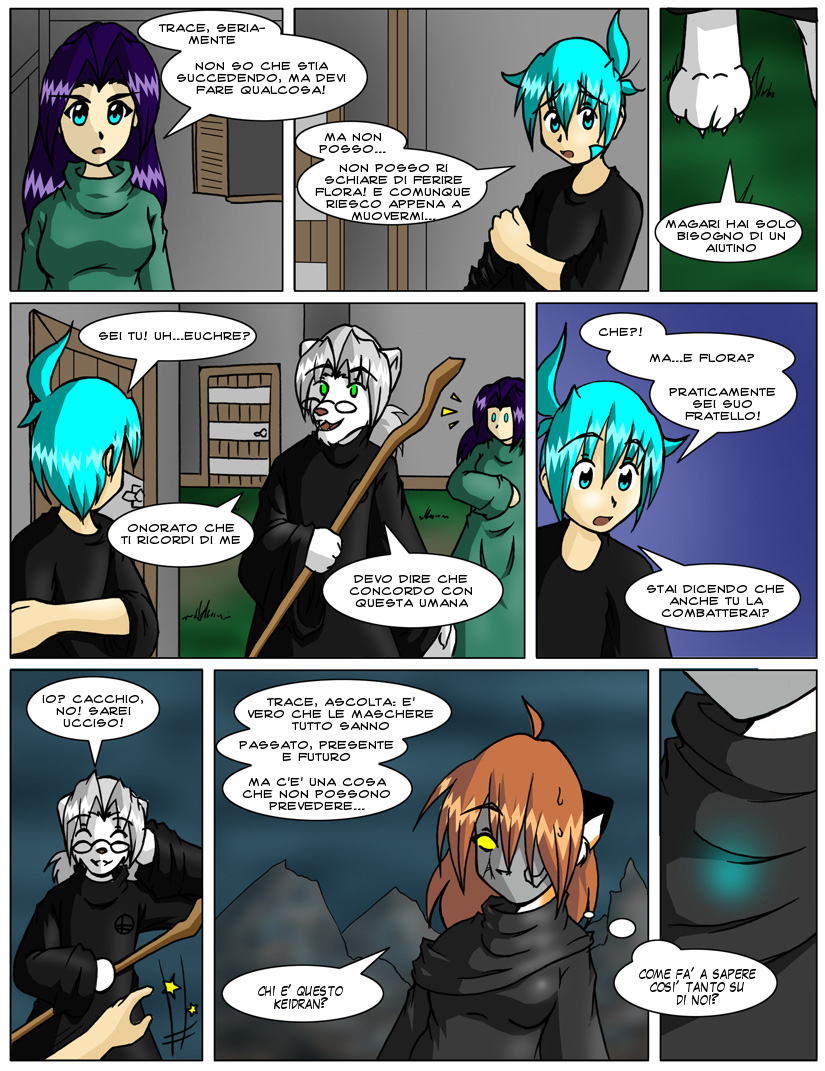 TRACE, SERIA-
MENTE
NON SO CHE STIA
SUCCEDENDO, MA DEVI
FARE QUALCOSA!
MA NON
POSSO...
NON POSSO RI
SCHIARE DI FERIRE
FLORA! E COMUNQUE
RIESCO APPENA A
MUOVERMI...
MAGARI HAI SOLO
BISOGNO DI UN
AIUTINO
SEI TU! UH...EUCHRE?
ONORATO CHE
TI RICORDI DI ME
DEVO DIRE CHE
CONCORDO CON
QUESTA UMANA
CHE?!
MA...E FLORA?
PRATICAMENTE
SEI SUO
FRATELLO!
STAI DICENDO CHE
ANCHE TU LA
COMBATTERAI?
IO? CACCHIO,
NO! SAREI
UCCISO!
TRACE, ASCOLTA: E'
VERO CHE LE MASCHERE
TUTTO SANNO
PASSATO, PRESENTE
E FUTURO
MA C'E' UNA COSA
CHE NON POSSONO
PREVEDERE...
CHI E' QUESTO
KEIDRAN?
COME FA' A SAPERE
COSI' TANTO SU
DI NOI?